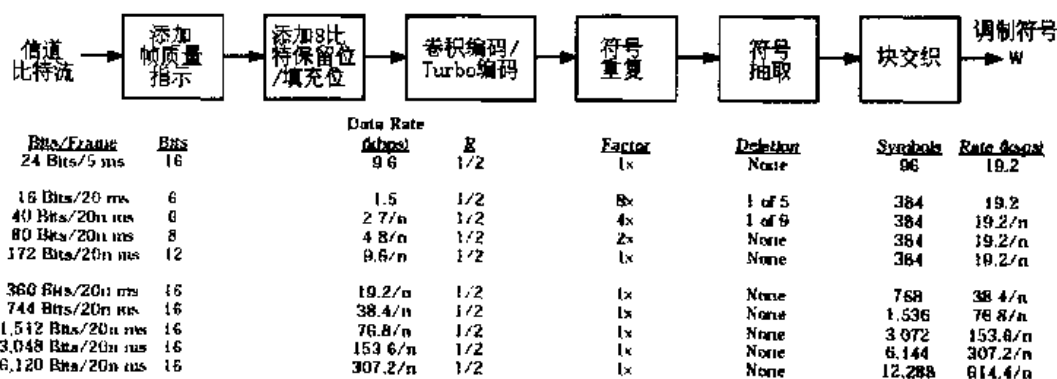 信道
比特流
添加
帧质量
指示
添加8比
特保留位
/填充位
卷积编码/
Turbo编码
符号
重复
符号
抽取
块交织
调制符号
W
Data Rate
Bits/Frame Bits (kbps) R Factor Deletion Symbols Rate (ksps)
24 Bits/5 ms 16 9.6 1/2 1x None 96 19.2
16 Bits/20 ms 6 1.5 1/2 8x 1 of 5 384 19.2
40 Bits/20n ms 6 2.7/n 1/2 4x 1 of 9 384 19.2/n
80 Bits/20n ms 8 4.8/n 1/2 2x None 384 19.2/n
172 Bits/20n ms 12 9.6/n 1/2 1x None 384 19.2/n
360 Bits/20n ms 16 19.2/n 1/2 1x None 768 38.4/n
744 Bits/20n ms 16 38.4/n 1/2 1x None 1,536 76.8/n
1,512 Bits/20n ms 16 76.8/n 1/2 1x None 3,072 153.6/n
3,048 Bits/20n ms 16 153.6/n 1/2 1x None 6,144 307.2/n
6,120 Bits/20n ms 16 307.2/n 1/2 1x None 12,288 614.4/n